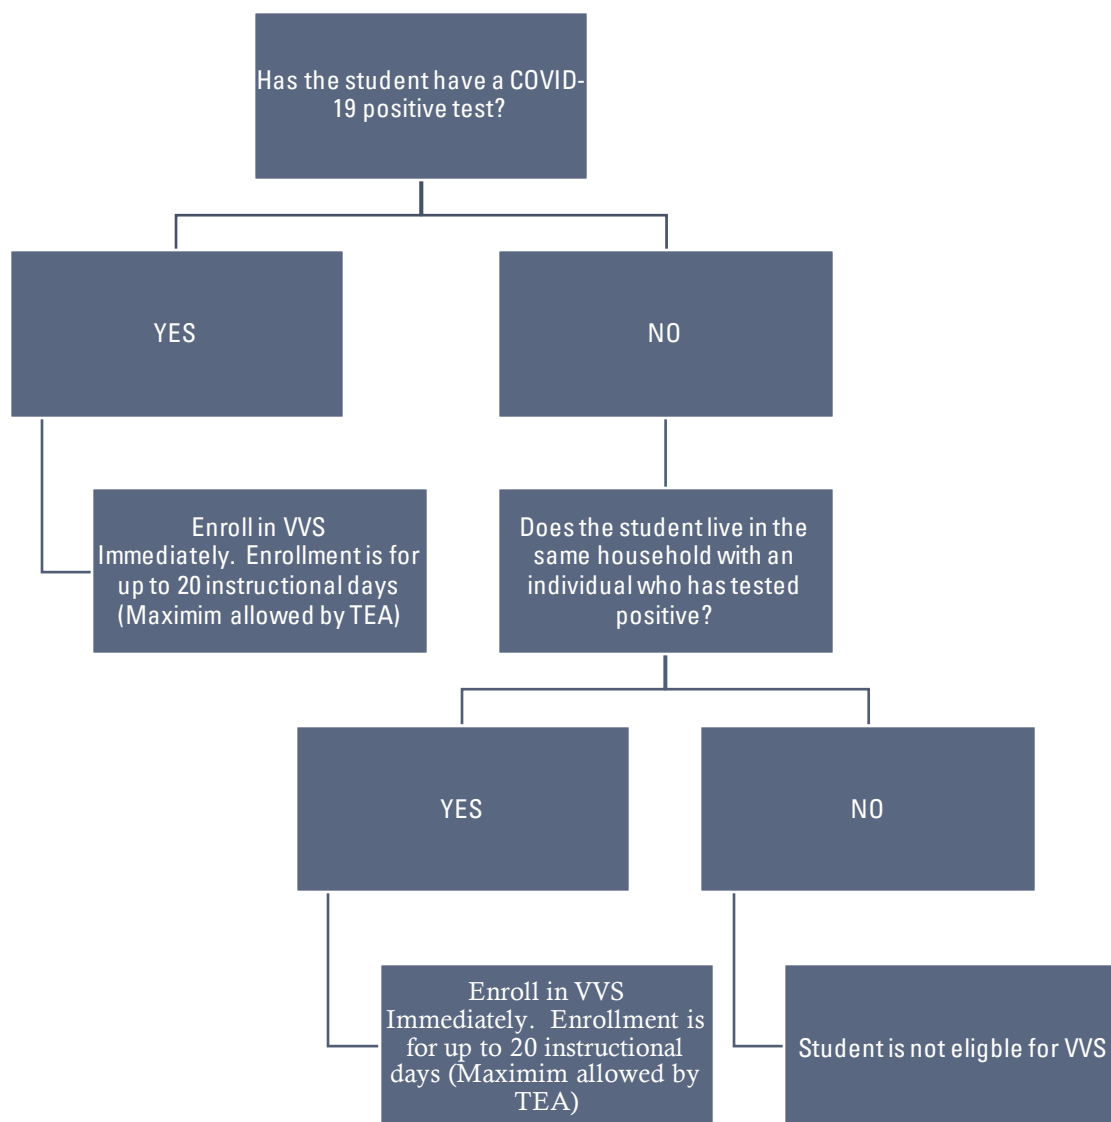 Has the student have a COVID-
19 positive test?
YES
NO
Enroll in VVS
Immediately. Enrollment is for
up to 20 instructional days
(Maximim allowed by TEA)
Does the student live in the
same household with an
individual who has tested
positive?
YES
NO
Enroll in VVS
Immediately. Enrollment is
for up to 20 instructional
days (Maximim allowed by
TEA)
Student is not eligble for VVS